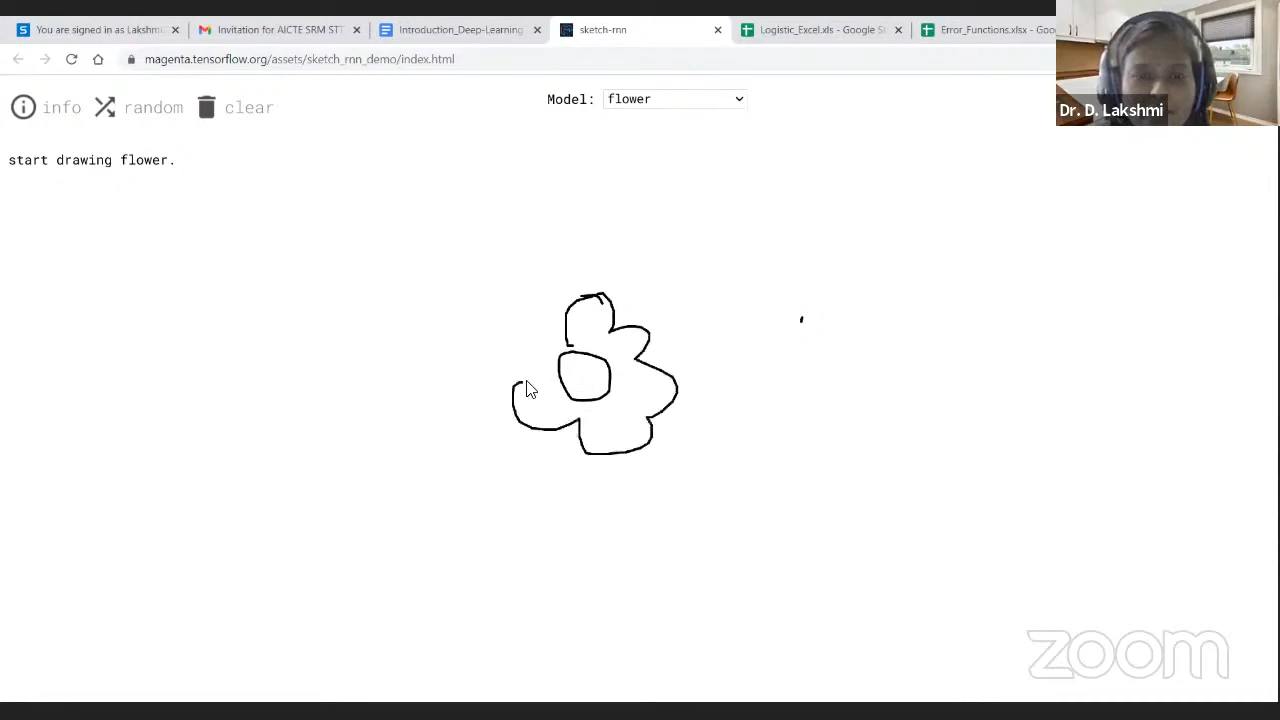 You are signed in as Lakshmi
Invitation for AICTE SRM STT
Introduction_Deep-Learning
sketch-rnn
Logistic_Excel.xls - Google S
Error_Functions.xlsx - Goo
magenta.tensorflow.org/assets/sketch_rnn_demo/index.html
info random clear
Model: flower
Dr. D. Lakshmi
start drawing flower.
zoom